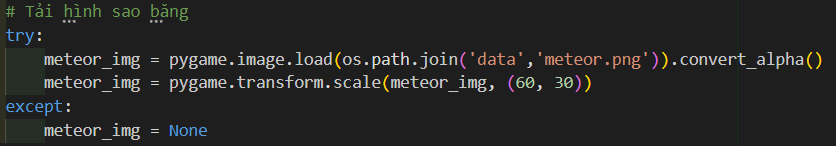 # Tải hình sao băng
try:
    meteor_img = pygame.image.load(os.path.join('data','meteor.png')).convert_alpha()
    meteor_img = pygame.transform.scale(meteor_img, (60, 30))
except:
    meteor_img = None